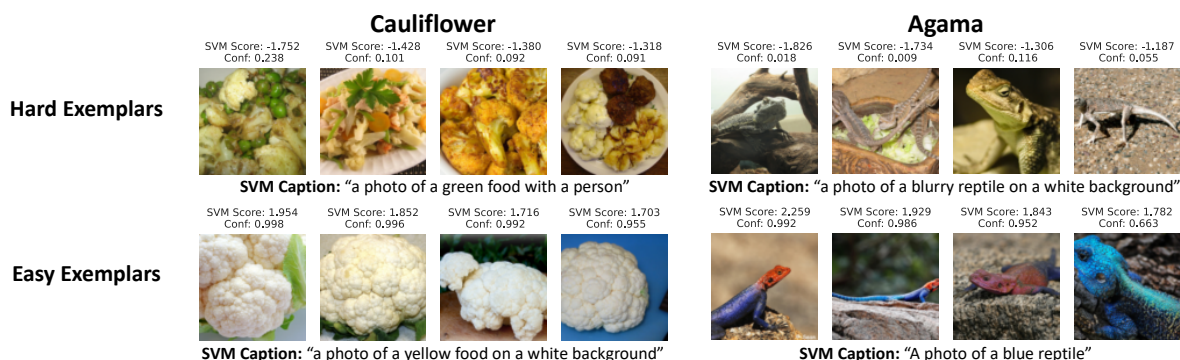 Cauliflower
Agama
Hard Exemplars
SVM Score: -1.752 SVM Score: -1.428 SVM Score: -1.380 SVM Score: -1.318
Conf: 0.238 Conf: 0.101 Conf: 0.092 Conf: 0.091
SVM Caption: “a photo of a green food with a person”
SVM Score: -1.826 SVM Score: -1.734 SVM Score: -1.306 SVM Score: -1.187
Conf: 0.018 Conf: 0.009 Conf: 0.116 Conf: 0.055
SVM Caption: “a photo of a blurry reptile on a white background”
Easy Exemplars
SVM Score: 1.954 SVM Score: 1.852 SVM Score: 1.716 SVM Score: 1.703
Conf: 0.998 Conf: 0.996 Conf: 0.992 Conf: 0.955
SVM Caption: “a photo of a yellow food on a white background”
SVM Score: 2.259 SVM Score: 1.929 SVM Score: 1.843 SVM Score: 1.782
Conf: 0.992 Conf: 0.986 Conf: 0.952 Conf: 0.663
SVM Caption: “A photo of a blue reptile”